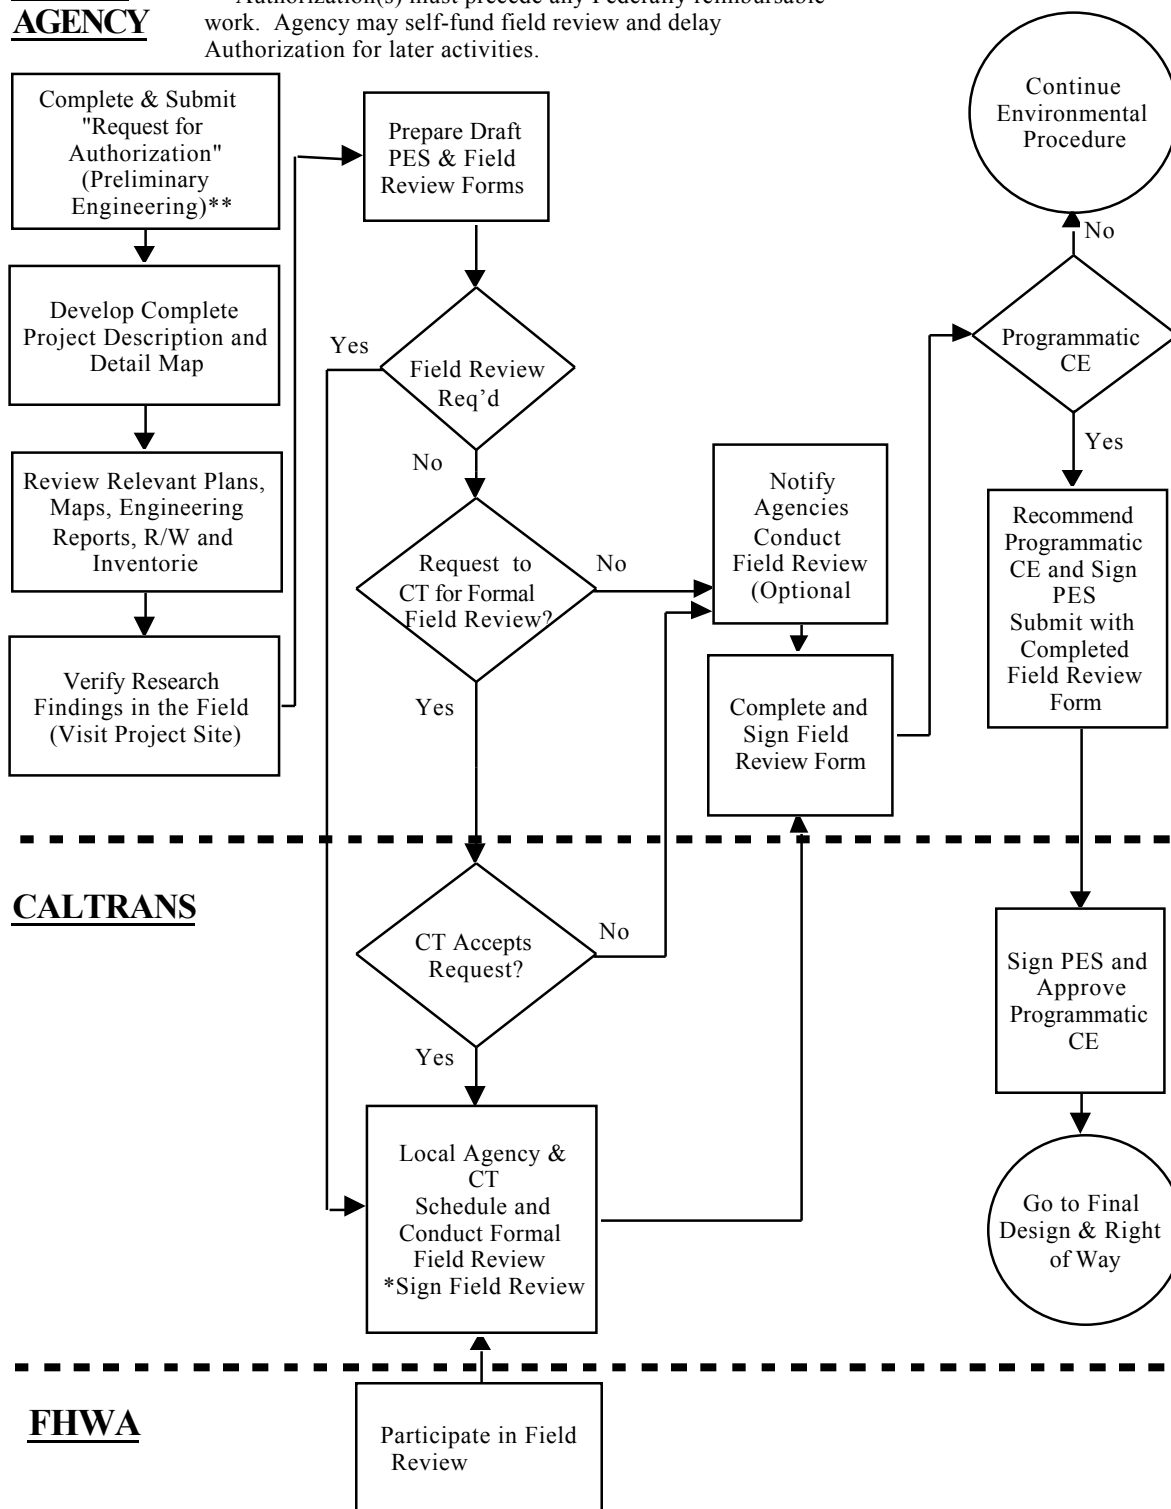 AGENCY
Authorization(s) must precede any Federally reimbursable
work.  Agency may self-fund field review and delay
Authorization for later activities.
Complete & Submit
"Request for
Authorization"
(Preliminary
Engineering)**
Develop Complete
Project Description and
Detail Map
Review Relevant Plans,
Maps, Engineering
Reports, R/W and
Inventorie
Verify Research
Findings in the Field
(Visit Project Site)
Prepare Draft
PES & Field
Review Forms
Yes
Field Review
Req’d
No
Request  to
CT for Formal
Field Review?
No
Yes
Notify
Agencies
Conduct
Field Review
(Optional
Complete and
Sign Field
Review Form
Continue
Environmental
Procedure
No
Programmatic
CE
Yes
Recommend
Programmatic
CE and Sign
PES
Submit with
Completed
Field Review
Form
CALTRANS
CT Accepts
Request?
No
Yes
Local Agency &
CT
Schedule and
Conduct Formal
Field Review
*Sign Field Review
Sign PES and
Approve
Programmatic
CE
Go to Final
Design & Right
of Way
FHWA
Participate in Field
Review